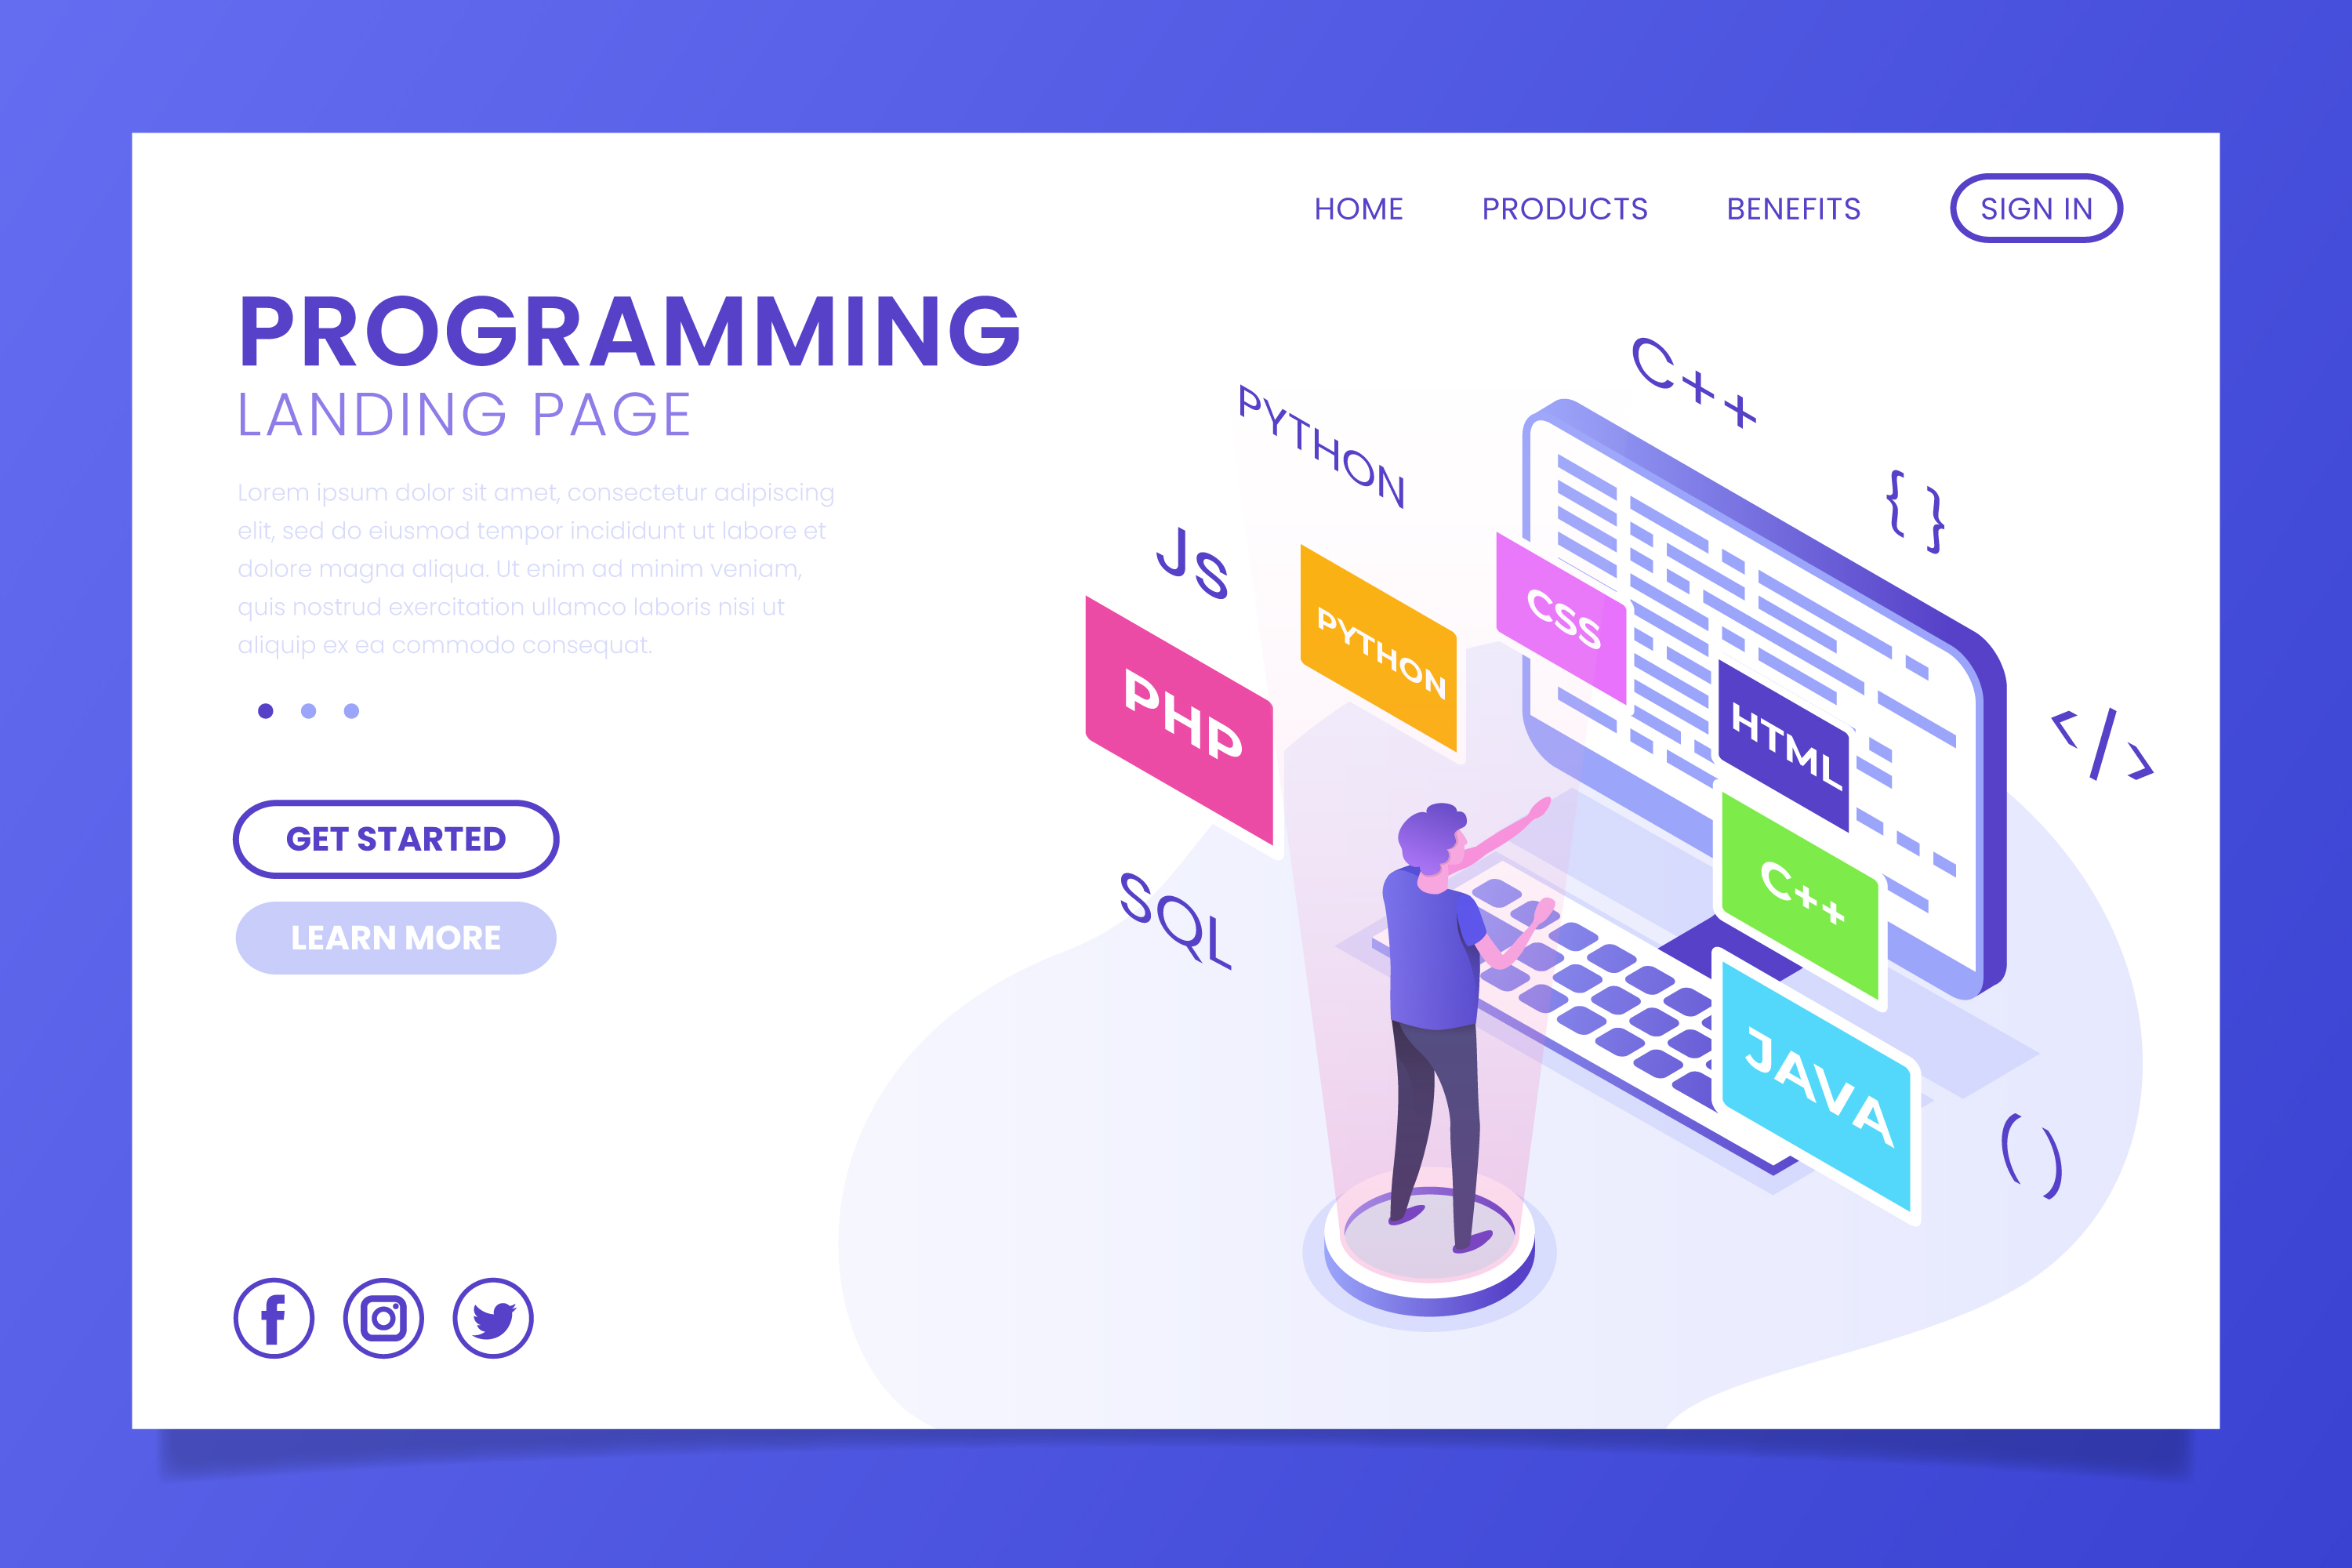 HOME PRODUCTS BENEFITS SIGN IN
PROGRAMMING
LANDING PAGE
Lorem ipsum dolor sit amet, consectetur adipiscing
elit, sed do eiusmod tempor incididunt ut labore et
dolore magna aliqua. Ut enim ad minim veniam,
quis nostrud exercitation ullamco laboris nisi ut
aliquip ex ea commodo consequat.
GET STARTED
LEARN MORE
C++
PYTHON
{ }
JS
CSS
PYTHON
PHP
HTML
</>
C++
SQL
JAVA
( )